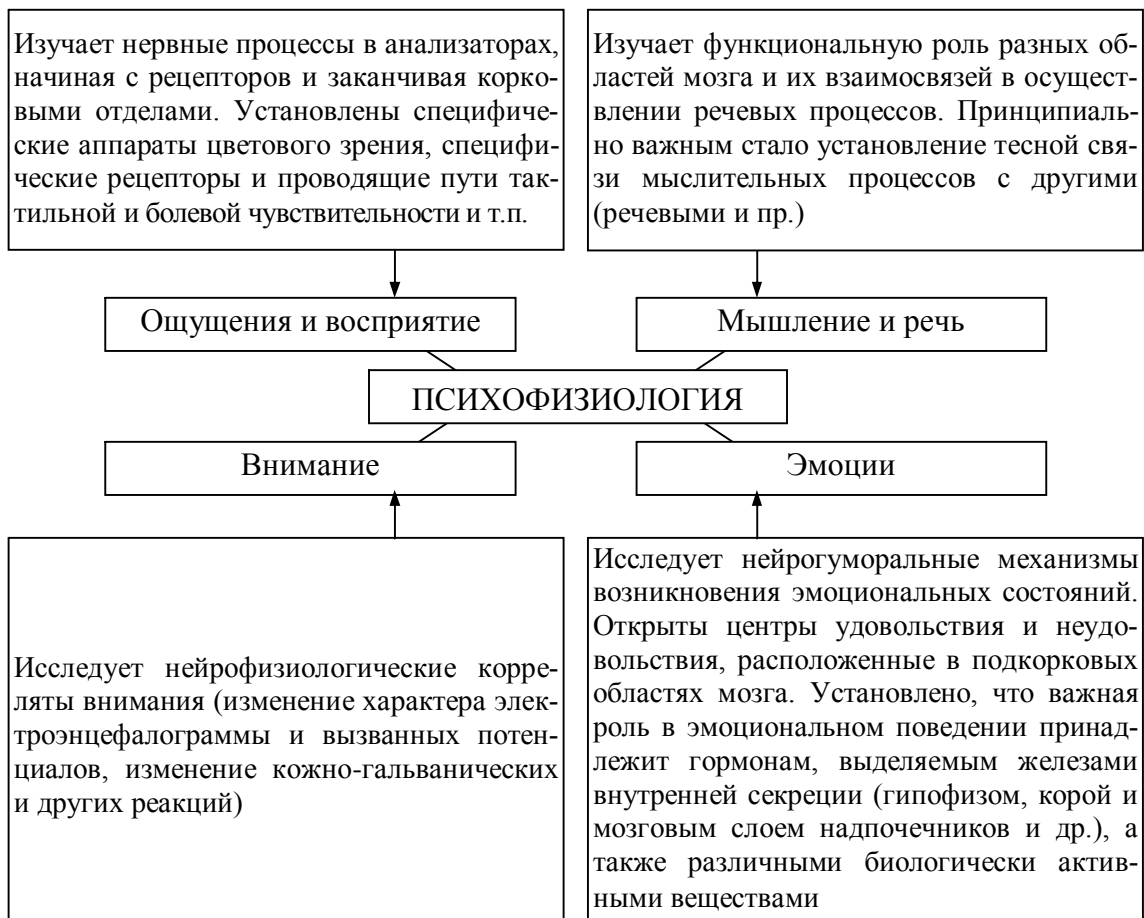 Изучает нервные процессы в анализаторах,
начиная с рецепторов и заканчивая корко-
выми отделами. Установлены специфиче-
ские аппараты цветового зрения, специфи-
ческие рецепторы и проводящие пути так-
тильной и болевой чувствительности и т.п.
Изучает функциональную роль разных об-
ластей мозга и их взаимосвязей в осущест-
влении речевых процессов. Принципиаль-
но важным стало установление тесной свя-
зи мыслительных процессов с другими
(речевыми и пр.)
Ощущения и восприятие
Мышление и речь
ПСИХОФИЗИОЛОГИЯ
Внимание
Эмоции
Исследует нейрофизиологические корре-
ляты внимания (изменение характера элек-
троэнцефалограммы и вызванных потен-
циалов, изменение кожно-гальванических
и других реакций)
Исследует нейрогуморальные механизмы
возникновения эмоциональных состояний.
Открыты центры удовольствия и неудо-
вольствия, расположенные в подкорковых
областях мозга. Установлено, что важная
роль в эмоциональном поведении принад-
лежит гормонам, выделяемым железами
внутренней секреции (гипофизом, корой и
мозговым слоем надпочечников и др.), а
также различными биологически актив-
ными веществами